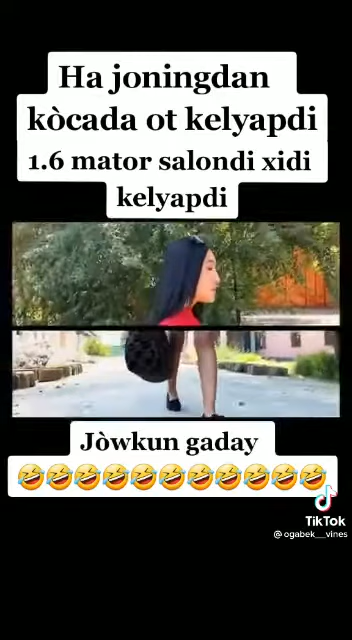 Ha joningdan
kòcada ot kelyapdi
1.6 mator salondi xidi
kelyapdi
Jòwkun gaday
🤣🤣🤣🤣🤣🤣🤣🤣🤣🤣🤣
TikTok
@ogabek__vines